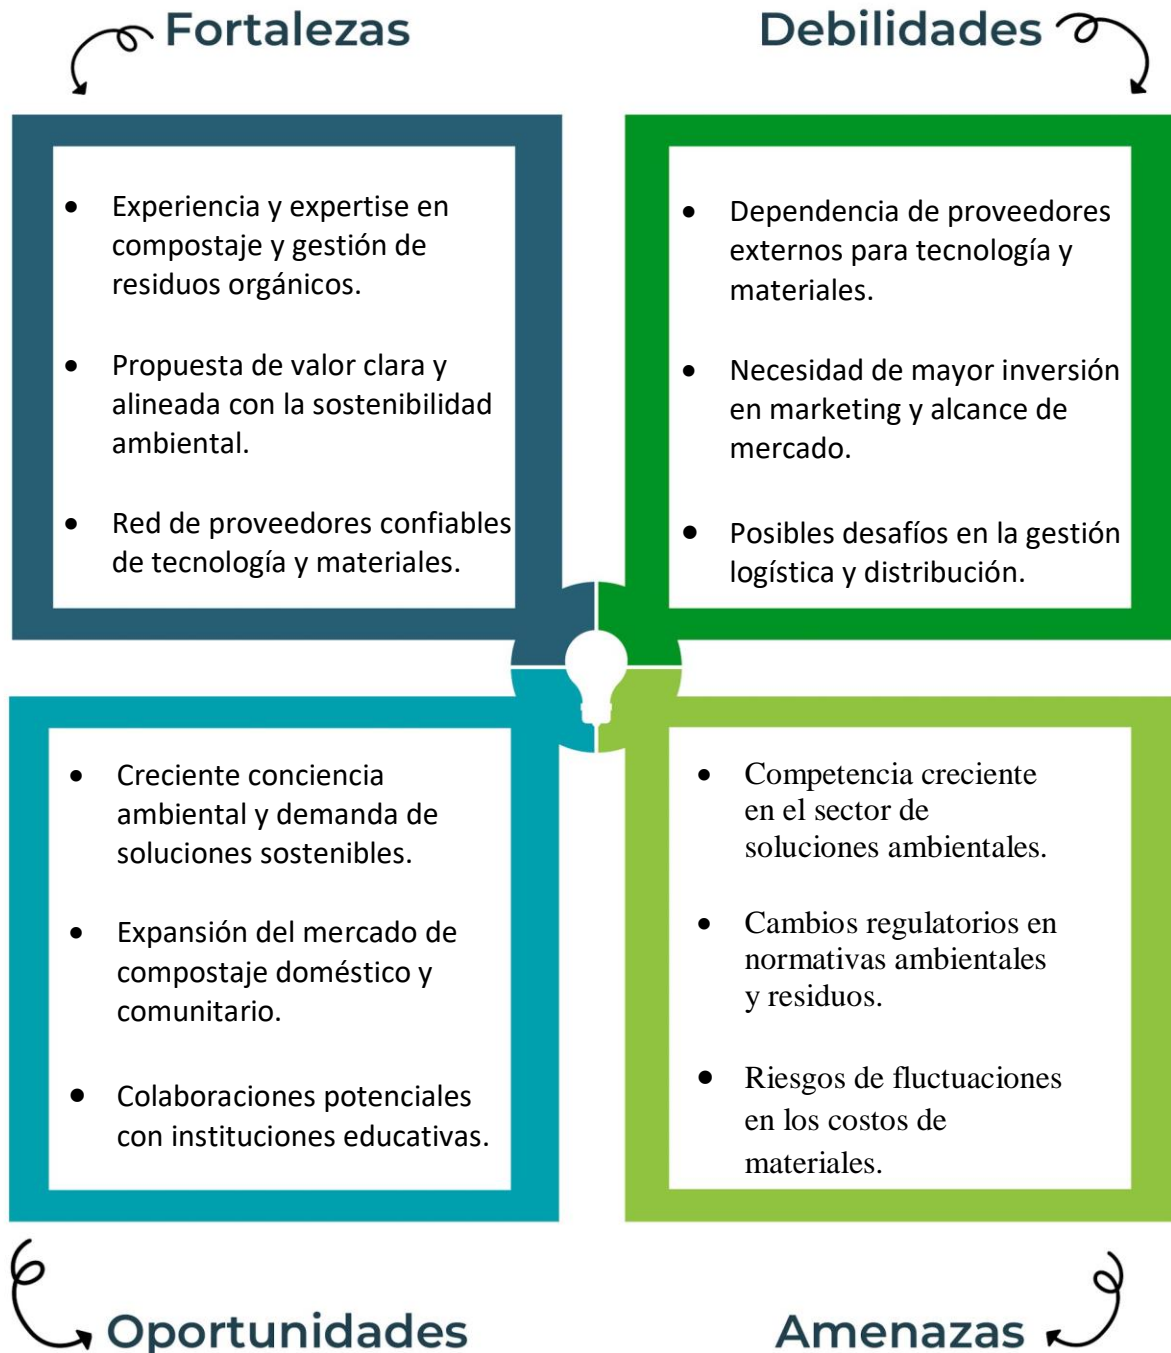 Fortalezas
Debilidades
• Experiencia y expertise en
compostaje y gestión de
residuos orgánicos.
• Propuesta de valor clara y
alineada con la sostenibilidad
ambiental.
• Red de proveedores confiables
de tecnología y materiales.
• Dependencia de proveedores
externos para tecnología y
materiales.
• Necesidad de mayor inversión
en marketing y alcance de
mercado.
• Posibles desafíos en la gestión
logística y distribución.
• Creciente conciencia
ambiental y demanda de
soluciones sostenibles.
• Expansión del mercado de
compostaje doméstico y
comunitario.
• Colaboraciones potenciales
con instituciones educativas.
• Competencia creciente
en el sector de
soluciones ambientales.
• Cambios regulatorios en
normativas ambientales
y residuos.
• Riesgos de fluctuaciones
en los costos de
materiales.
Oportunidades
Amenazas